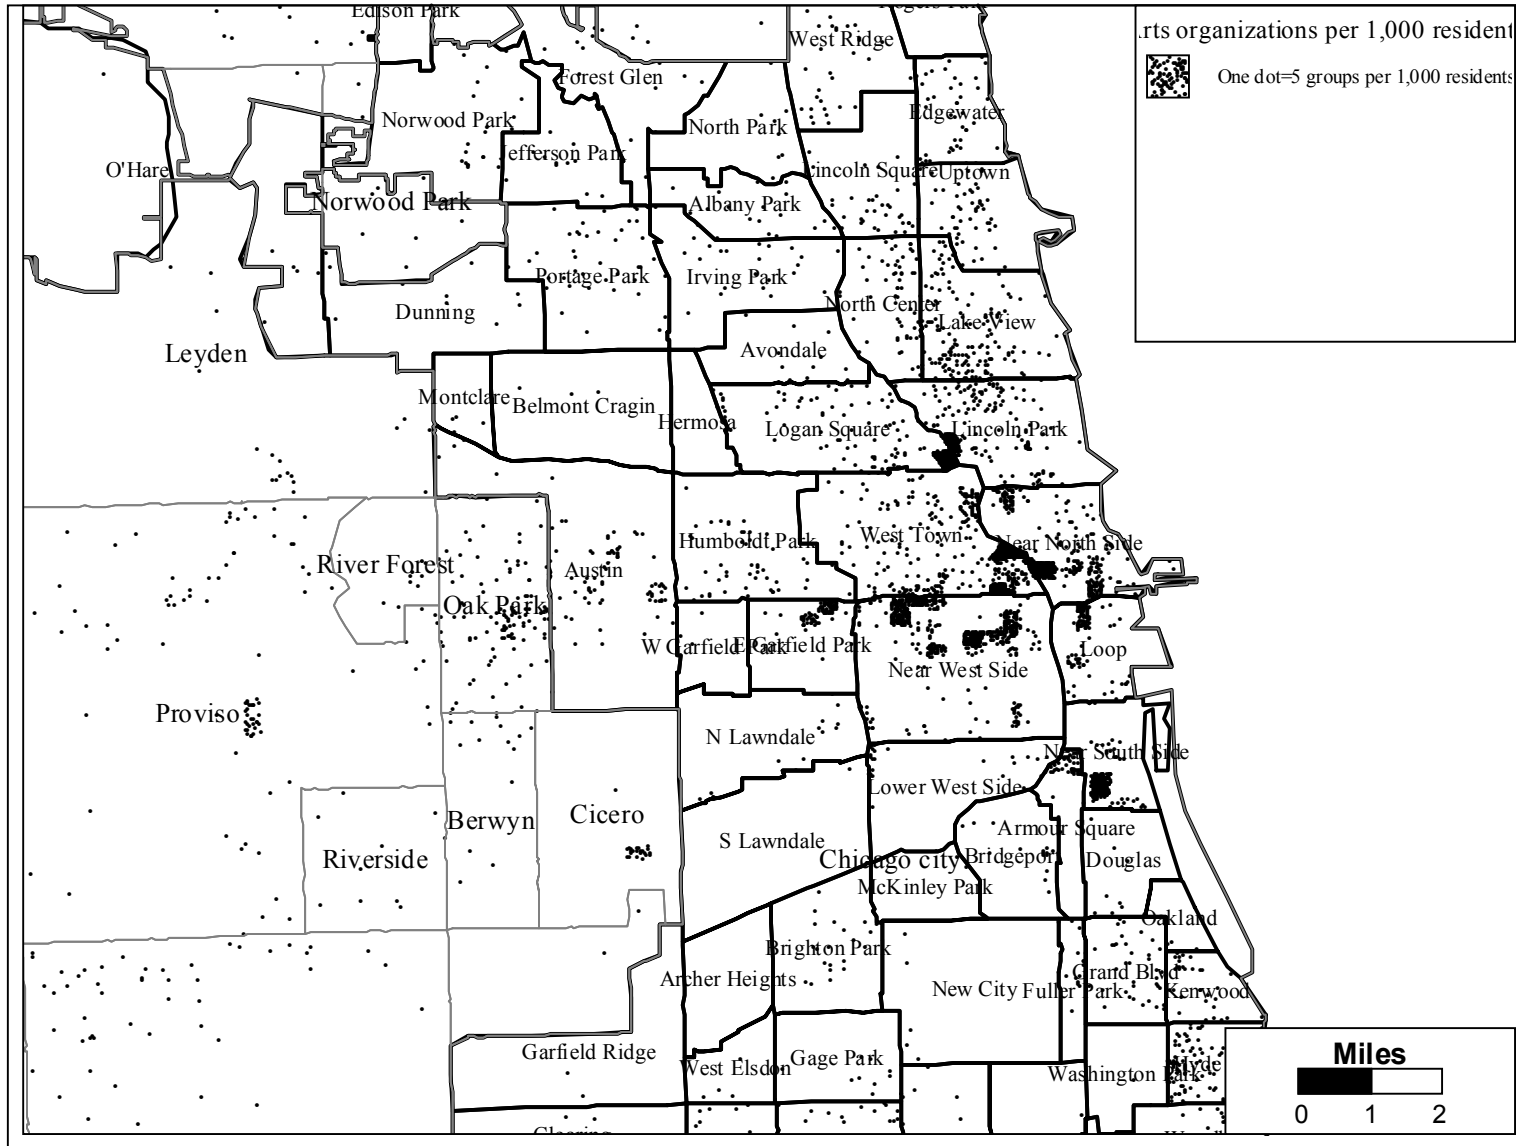 Edison Park
West Ridge
rts organizations per 1,000 resident
Forest Glen
One dot=5 groups per 1,000 residents
Edgewater
Norwood Park
North Park
Jefferson Park
O'Hare
Lincoln Square
Uptown
Norwood Park
Albany Park
Portage Park
Irving Park
North Center
Dunning
Lake View
Leyden
Avondale
Montclare
Belmont Cragin
Hermosa
Logan Square
Lincoln Park
West Town
Humboldt Park
Near North Side
River Forest
Austin
Oak Park
W Garfield Park
E Garfield Park
Loop
Near West Side
Proviso
N Lawndale
Near South Side
Lower West Side
Cicero
Berwyn
Armour Square
S Lawndale
Riverside
Chicago city
Bridgeport
Douglas
McKinley Park
Oakland
Brighton Park
Grand Blvd
Archer Heights
New City
Fuller Park
Kenwood
Garfield Ridge
Gage Park
West Elsdon
Hyde
Washington Park
Miles
0 1 2
Clearing